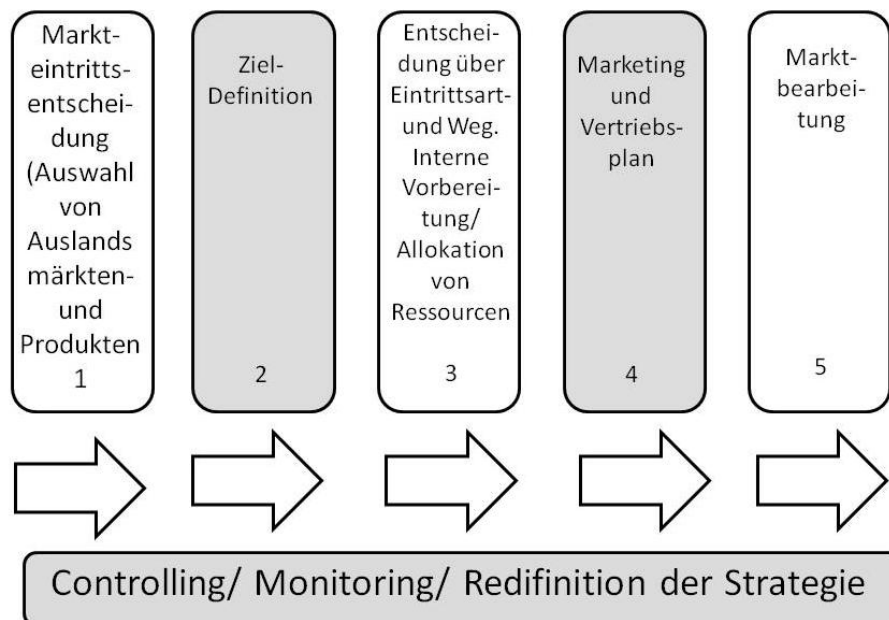 Markt-
eintritts-
entschei-
dung
(Auswahl
von
Auslands
märkten-
und
Produkten
1
Ziel-
Definition
2
Entschei-
dung über
Eintrittsart-
und Weg.
Interne
Vorberei-
tung/
Allokation
von
Ressourcen
3
Marketing
und
Vertriebs-
plan
4
Markt-
bearbei-
tung
5
Controlling/ Monitoring/ Redifinition der Strategie